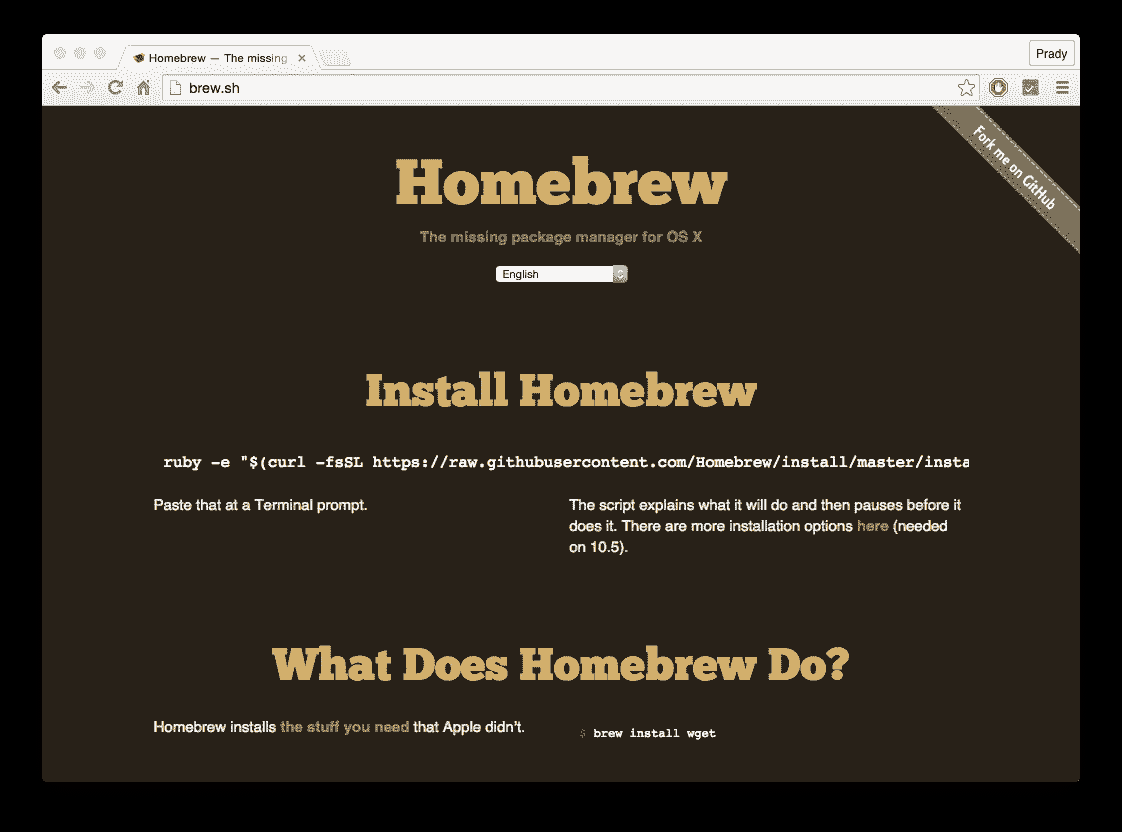 Homebrew — The missing
Prady
brew.sh
Fork me on GitHub
Homebrew
The missing package manager for OS X
English
Install Homebrew
ruby -e "$(curl -fsSL https://raw.githubusercontent.com/Homebrew/install/master/insta
Paste that at a Terminal prompt.
The script explains what it will do and then pauses before it
does it. There are more installation options here (needed
on 10.5).
What Does Homebrew Do?
Homebrew installs the stuff you need that Apple didn't.
$ brew install wget